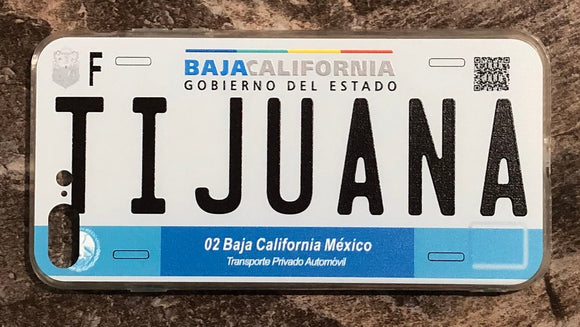 F
BAJACALIFORNIA
GOBIERNO DEL ESTADO
TIJUANA
02 Baja California México
Transporte Privado Automóvil